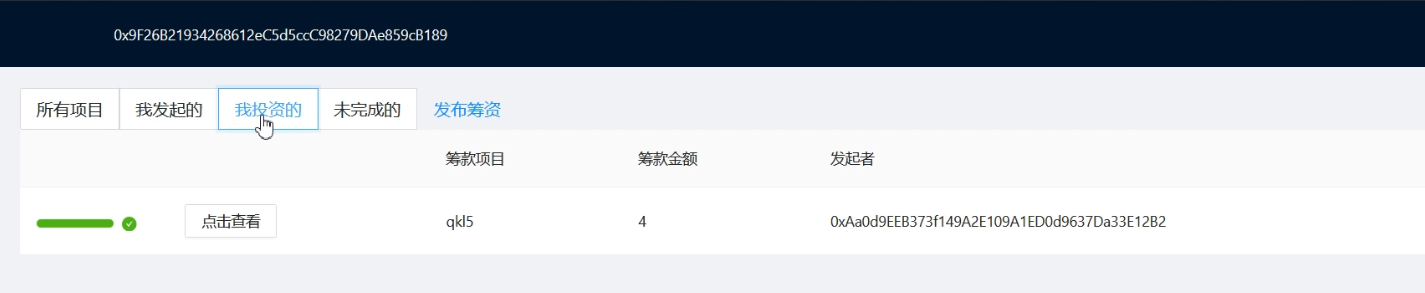 0x9F26B21934268612eC5d5ccC98279DAe859cB189
所有项目 我发起的 我投资的 未完成的 发布筹资
筹款项目 筹款金额 发起者
点击查看 qkl5 4 0xAa0d9EEB373f149A2E109A1ED0d9637Da33E12B2